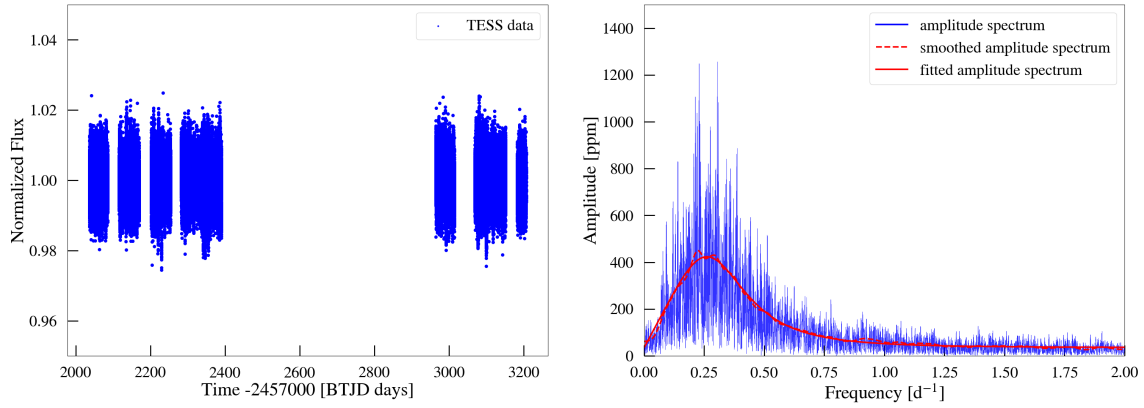 1.04
1.02
1.00
0.98
0.96
Normalized Flux
TESS data
2000 2200 2400 2600 2800 3000 3200
Time -2457000 [BTJD days]
1400
1200
1000
800
600
400
200
0
Amplitude [ppm]
amplitude spectrum
smoothed amplitude spectrum
fitted amplitude spectrum
0.00 0.25 0.50 0.75 1.00 1.25 1.50 1.75 2.00
Frequency [d⁻¹]